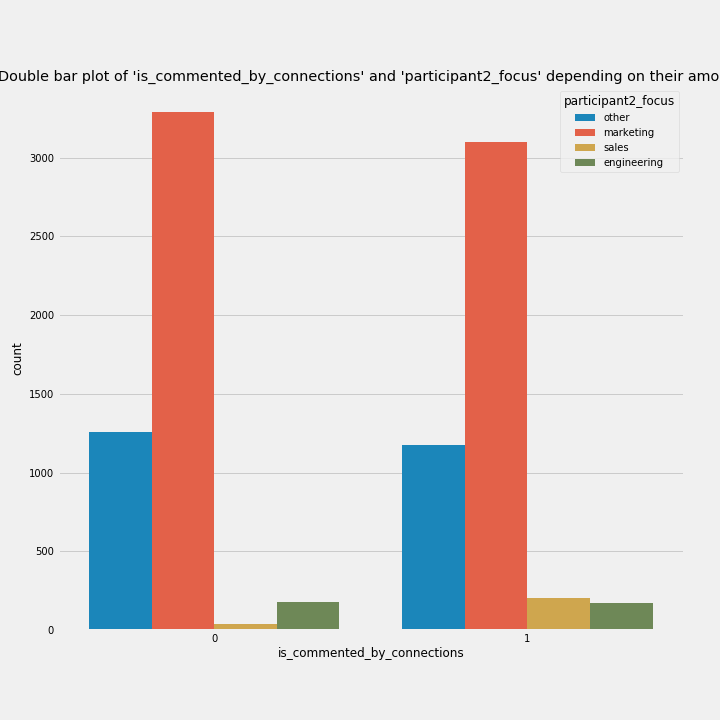 Double bar plot of 'is_commented_by_connections' and 'participant2_focus' depending on their amo
participant2_focus
other
marketing
sales
engineering
3000
2500
2000
1500
1000
500
0
count
0 1
is_commented_by_connections